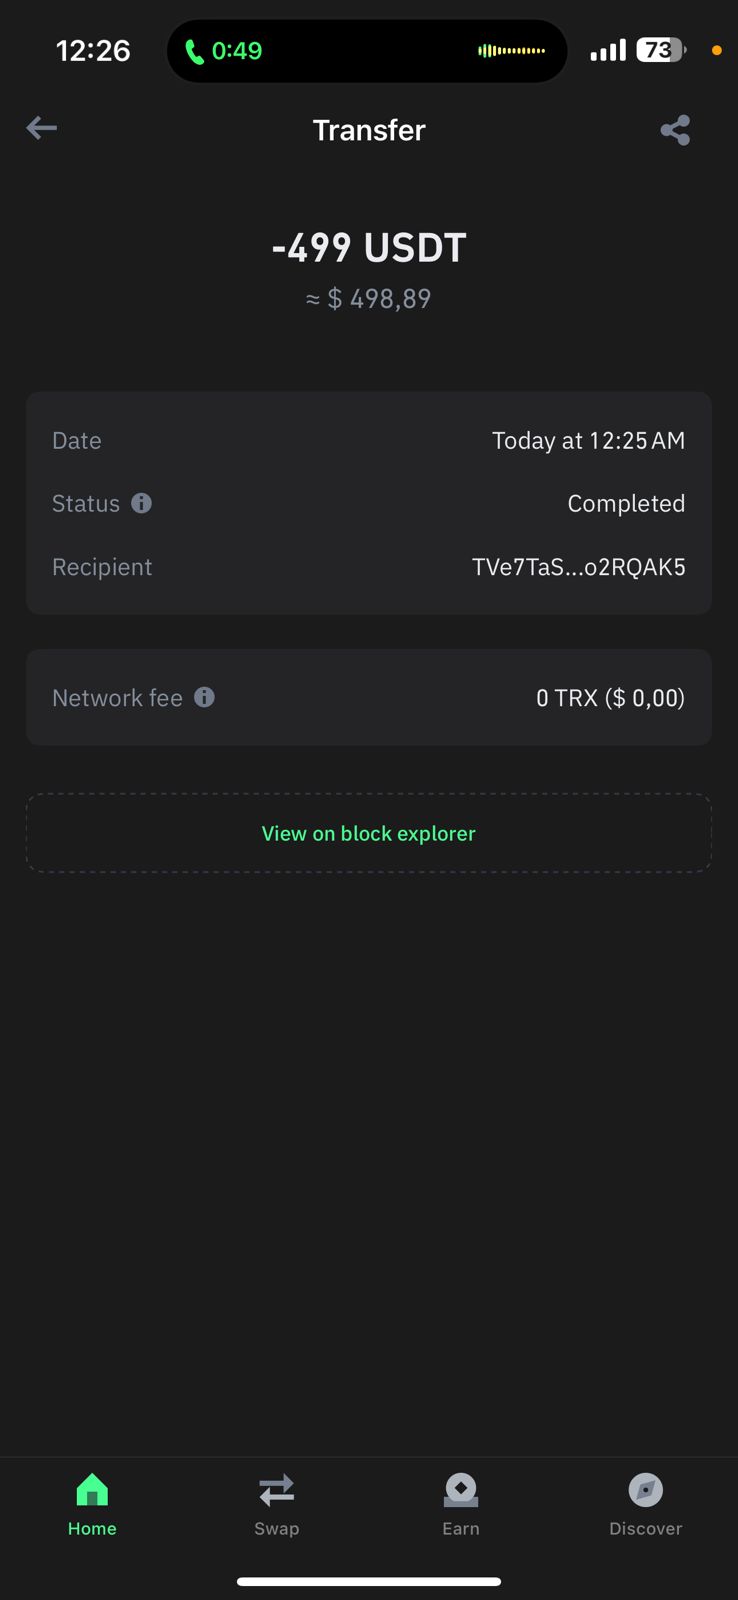 12:26
0:49
73
Transfer
-499 USDT
≈ $ 498,89
Date Today at 12:25 AM
Status Completed
Recipient TVe7TaS...o2RQAK5
Network fee 0 TRX ($ 0,00)
View on block explorer
Home Swap Earn Discover